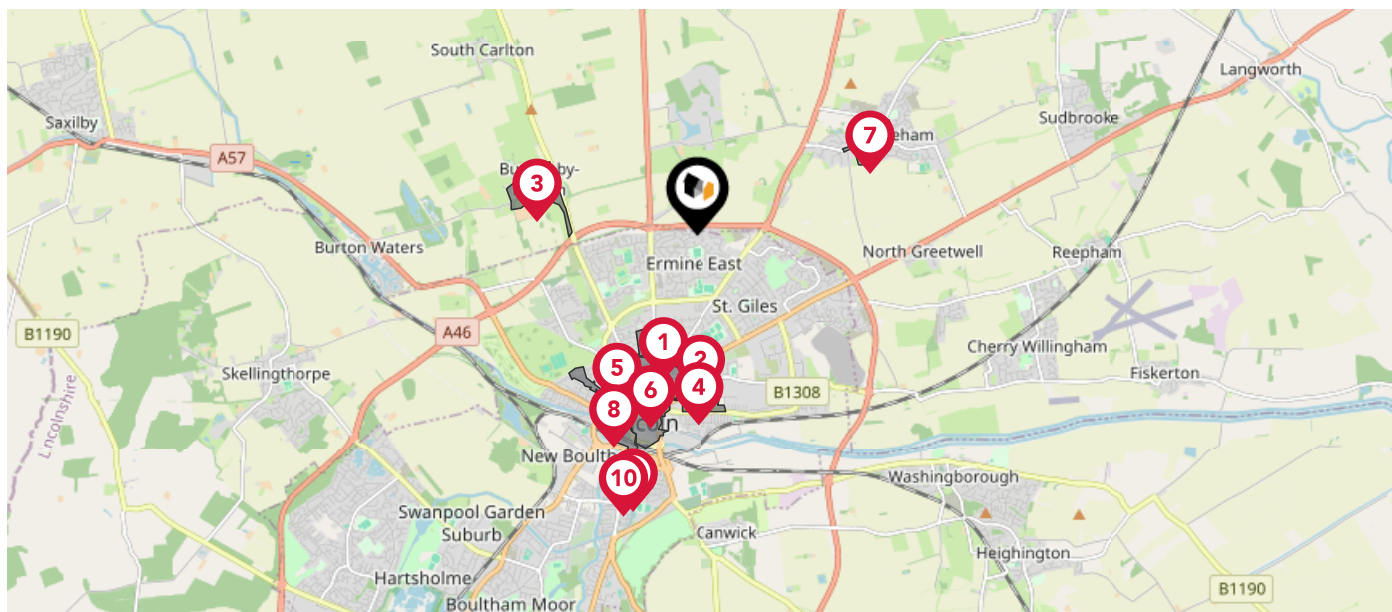 South Carlton
Langworth
Saxilby
Sudbrooke
7
A57
3
Burton Waters
North Greetwell
Reepham
Ermine East
St. Giles
B1190
A46
1
Cherry Willingham
2
5
Skellingthorpe
Fiskerton
6
4
B1308
8
Lincolnshire
Washingborough
10
Swanpool Garden
Suburb
Canwick
Heighington
Hartsholme
B1190
Boultham Moor